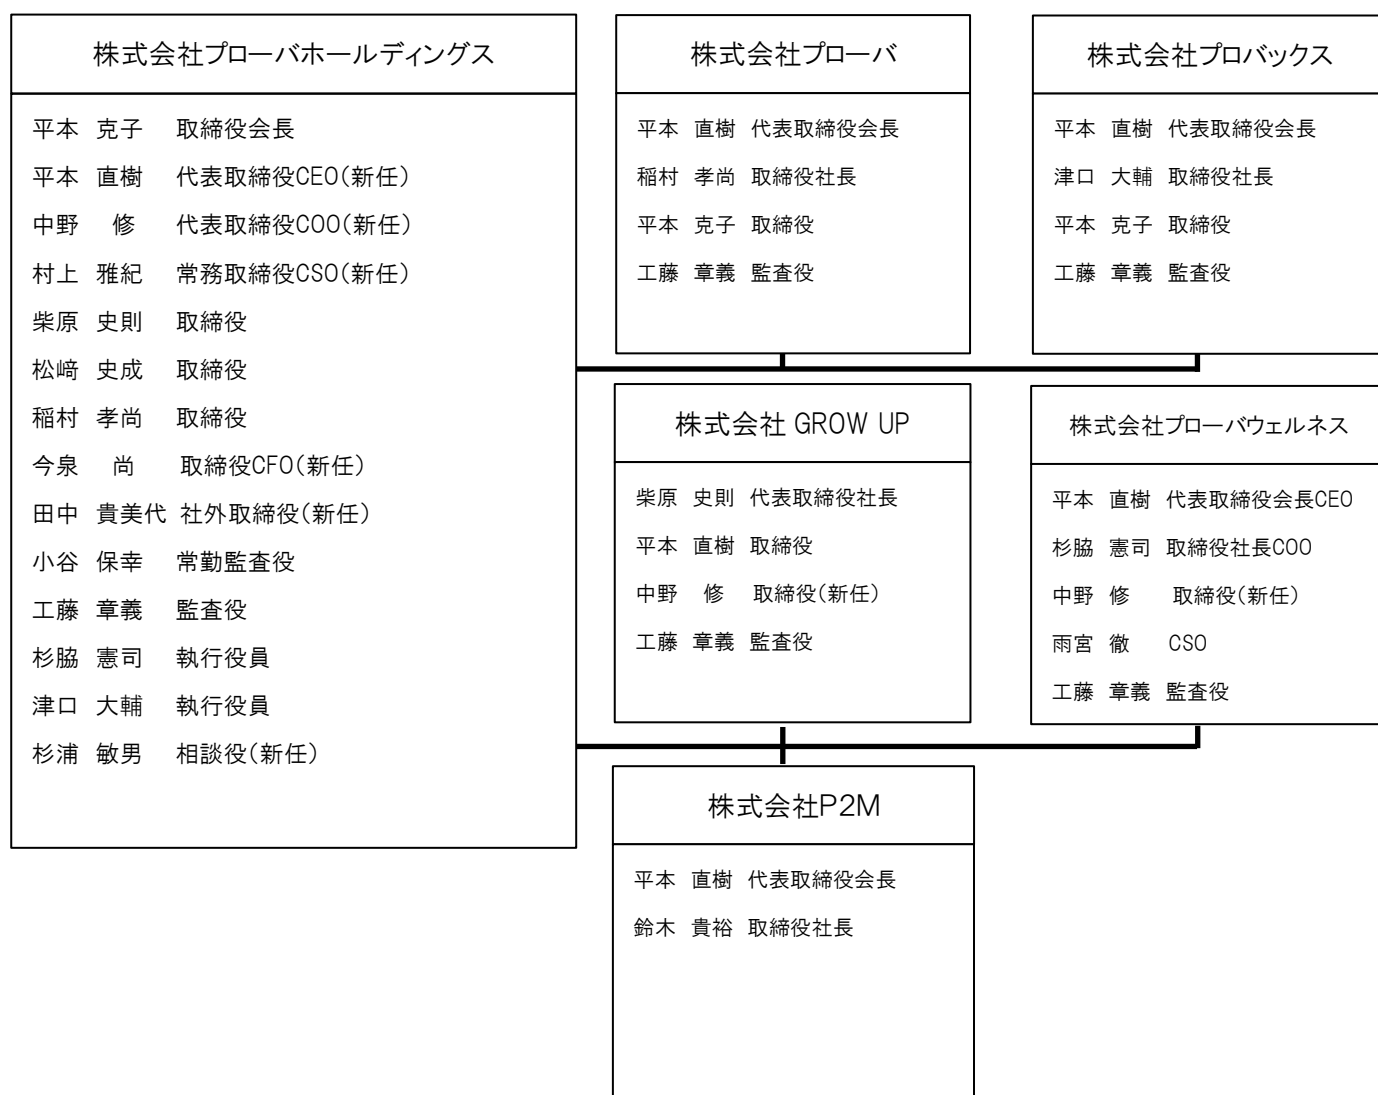 株式会社プローバホールディングス
平本 克子 取締役会長
平本 直樹 代表取締役CEO(新任)
中野 修 代表取締役COO(新任)
村上 雅紀 常務取締役CSO(新任)
柴原 史則 取締役
松﨑 史成 取締役
稲村 孝尚 取締役
今泉 尚 取締役CFO(新任)
田中 貴美代 社外取締役(新任)
小谷 保幸 常勤監査役
工藤 章義 監査役
杉脇 憲司 執行役員
津口 大輔 執行役員
杉浦 敏男 相談役(新任)
株式会社プローバ
平本 直樹 代表取締役会長
稲村 孝尚 取締役社長
平本 克子 取締役
工藤 章義 監査役
株式会社プロバックス
平本 直樹 代表取締役会長
津口 大輔 取締役社長
平本 克子 取締役
工藤 章義 監査役
株式会社 GROW UP
柴原 史則 代表取締役社長
平本 直樹 取締役
中野 修 取締役(新任)
工藤 章義 監査役
株式会社プローバウェルネス
平本 直樹 代表取締役会長CEO
杉脇 憲司 取締役社長COO
中野 修 取締役(新任)
雨宮 徹 CSO
工藤 章義 監査役
株式会社P2M
平本 直樹 代表取締役会長
鈴木 貴裕 取締役社長